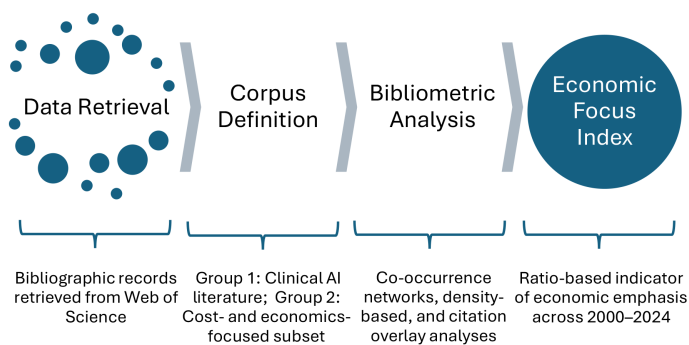 Data Retrieval
Corpus
Definition
Bibliometric
Analysis
Economic
Focus
Index
Bibliographic records
retrieved from Web of
Science
Group 1: Clinical AI
literature; Group 2:
Cost- and economics-
focused subset
Co-occurrence
networks, density-
based, and citation
overlay analyses
Ratio-based indicator
of economic emphasis
across 2000–2024